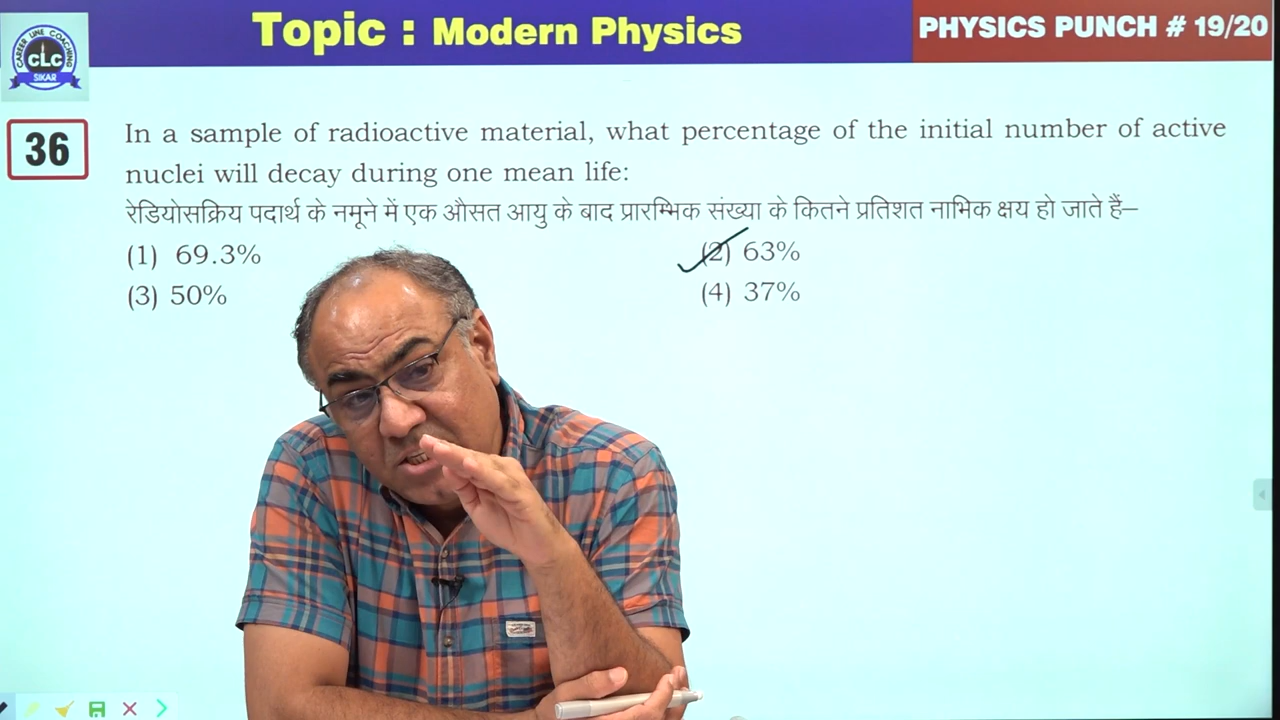 Topic : Modern Physics
PHYSICS PUNCH # 19/20
CAREER LINE COACHING
CLC
SIKAR
36
In a sample of radioactive material, what percentage of the initial number of active
nuclei will decay during one mean life:
रेडियोसक्रिय पदार्थ के नमूने में एक औसत आयु के बाद प्रारम्भिक संख्या के कितने प्रतिशत नाभिक क्षय हो जाते हैं–
(1) 69.3%
(2) 63%
(3) 50%
(4) 37%